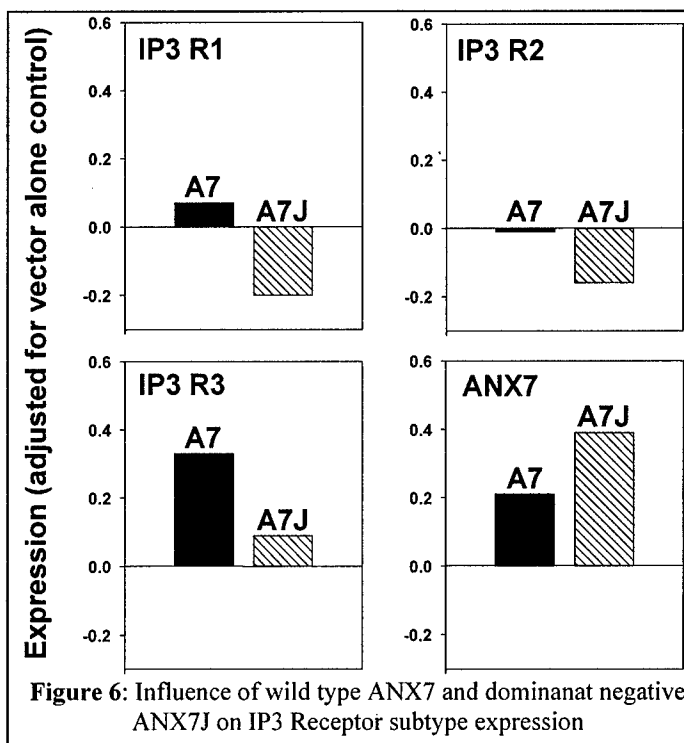 Expression (adjusted for vector alone control)
0.6
IP3 R1
0.4
0.2
A7
A7J
0.0
-0.2
0.6
IP3 R2
0.4
0.2
A7
A7J
0.0
-0.2
0.6
IP3 R3
0.4
A7
0.2
A7J
0.0
-0.2
0.6
ANX7
A7J
0.4
A7
0.2
0.0
-0.2
Figure 6: Influence of wild type ANX7 and dominanat negative
ANX7J on IP3 Receptor subtype expression